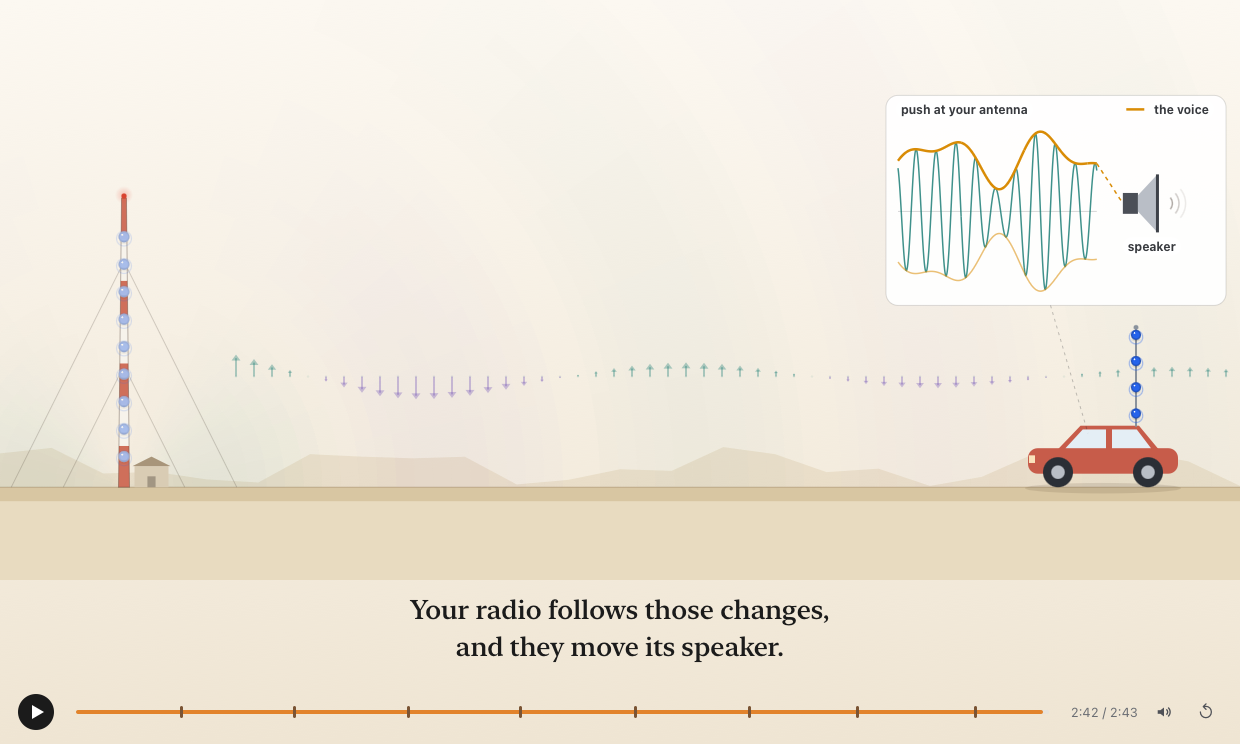 push at your antenna
the voice
speaker
Your radio follows those changes,
and they move its speaker.
2:42 / 2:43